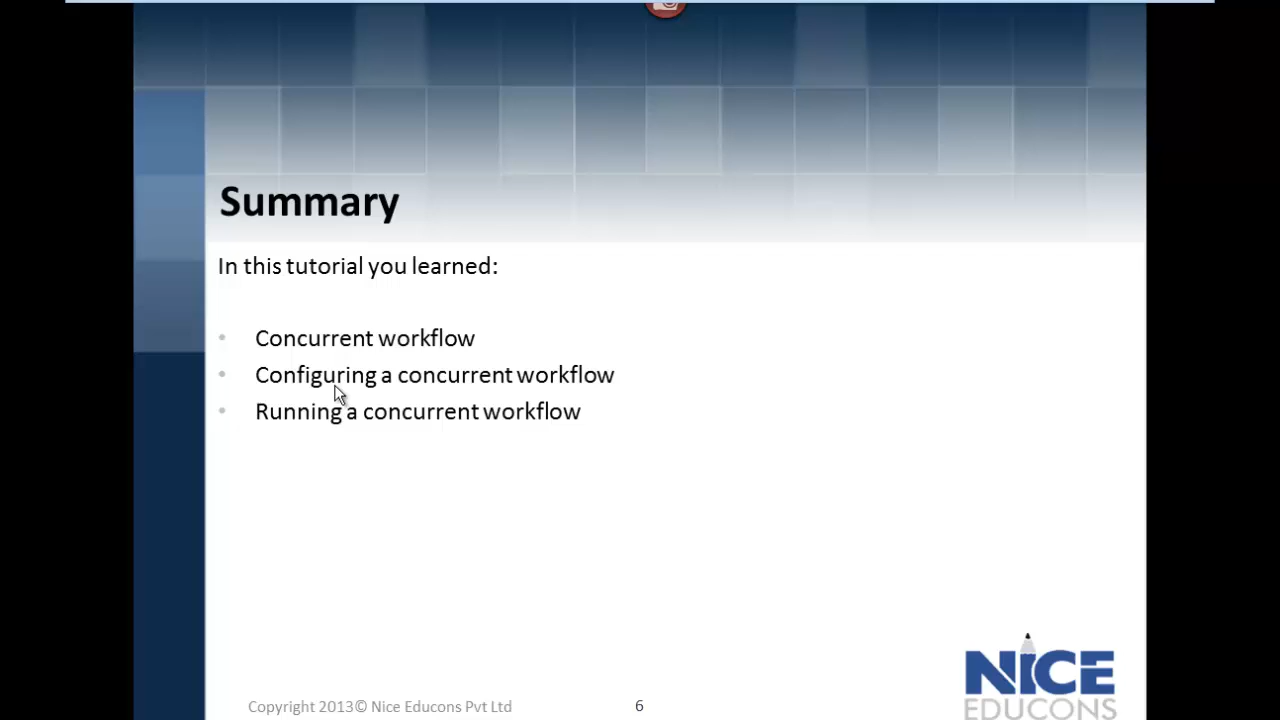 Summary
In this tutorial you learned:
• Concurrent workflow
• Configuring a concurrent workflow
• Running a concurrent workflow
Copyright 2013© Nice Educons Pvt Ltd
6
NiCE
EDUCONS